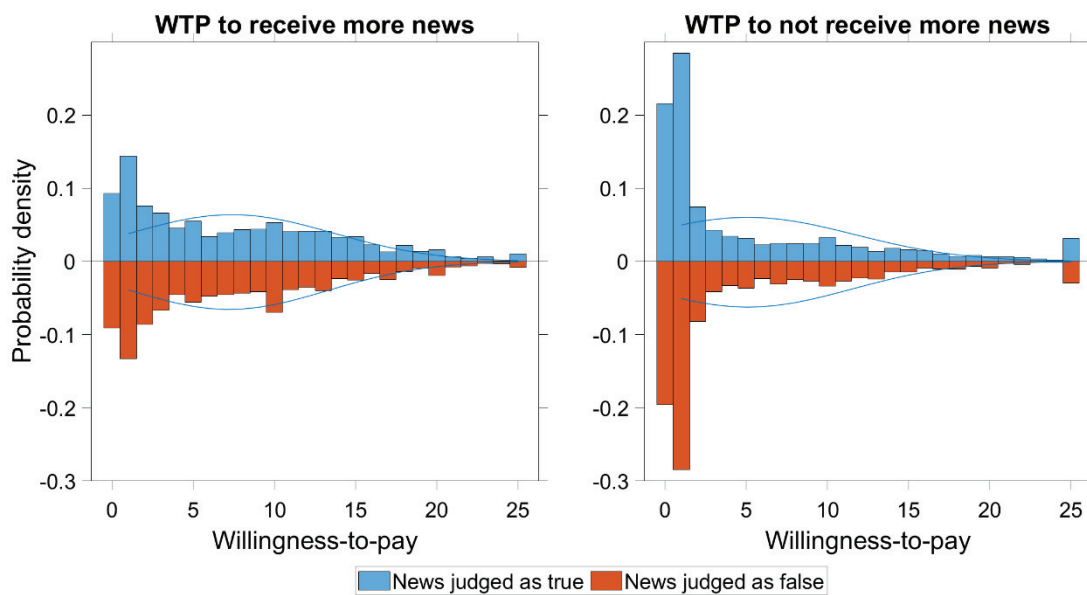 WTP to receive more news
WTP to not receive more news
Probability density
0.2
0.1
0
-0.1
-0.2
-0.3
0 5 10 15 20 25
Willingness-to-pay
0.2
0.1
0
-0.1
-0.2
-0.3
0 5 10 15 20 25
Willingness-to-pay
News judged as true News judged as false